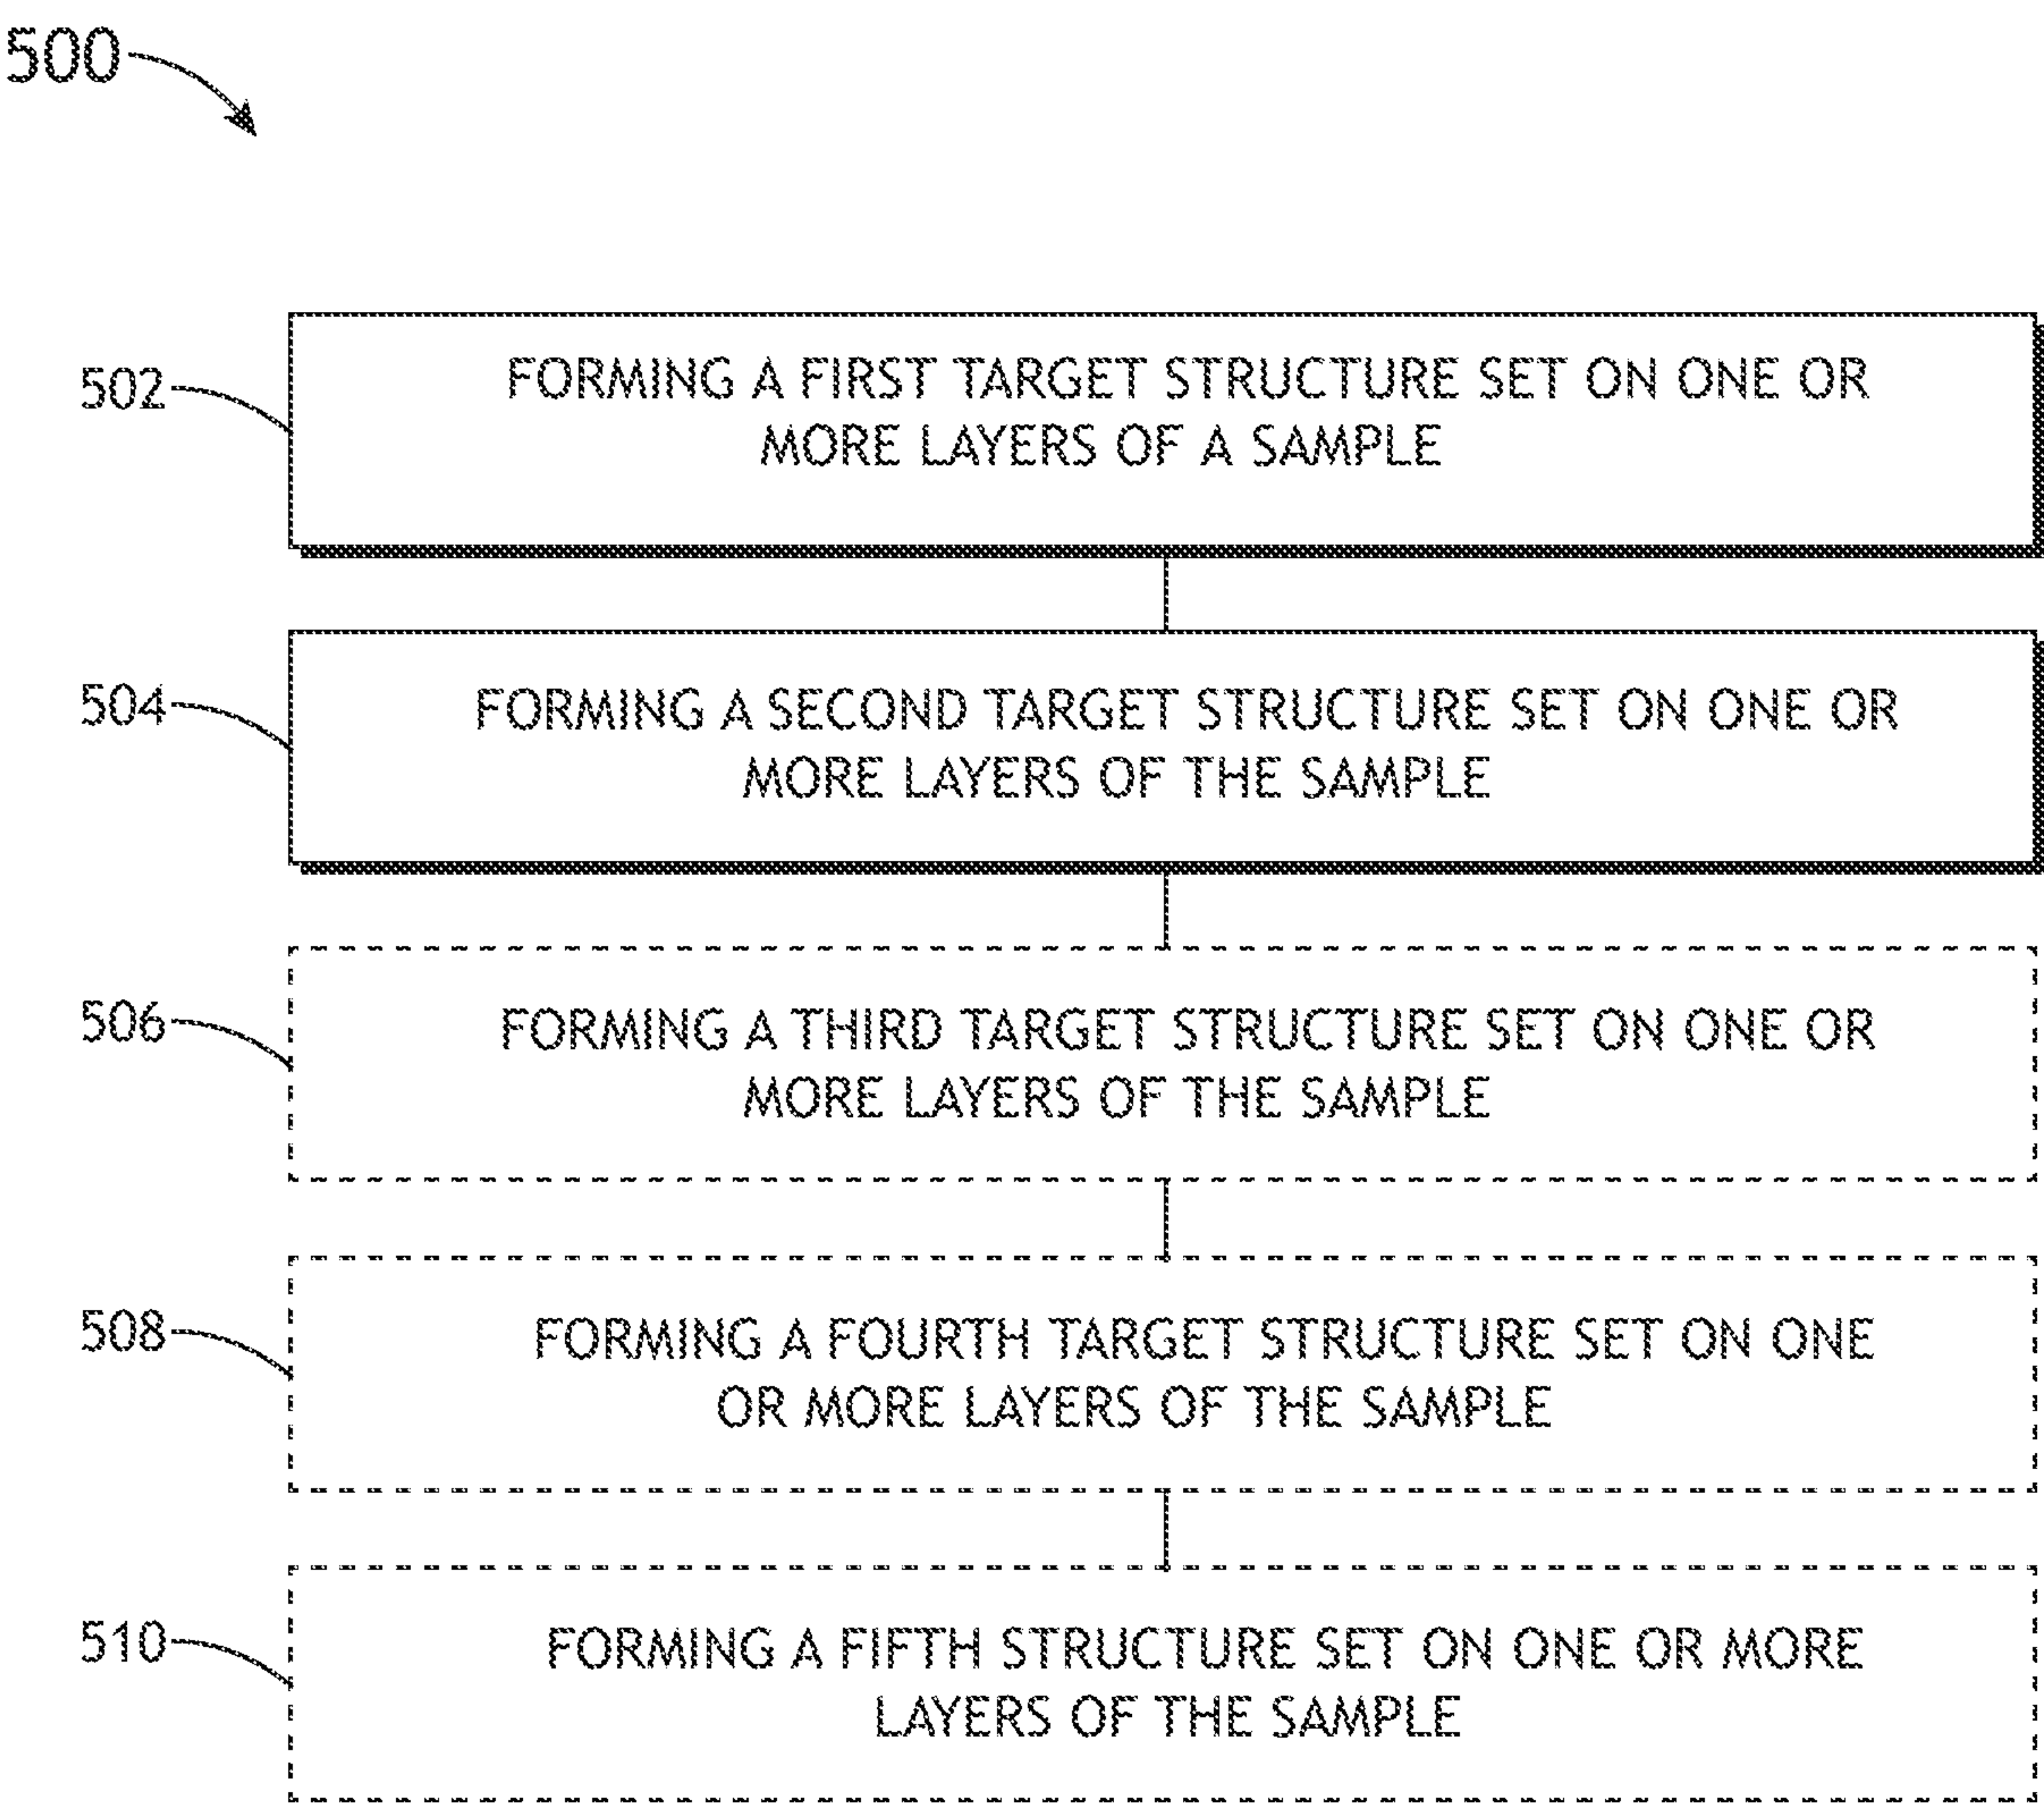 500
502
FORMING A FIRST TARGET STRUCTURE SET ON ONE OR
MORE LAYERS OF A SAMPLE
504
FORMING A SECOND TARGET STRUCTURE SET ON ONE OR
MORE LAYERS OF THE SAMPLE
506
FORMING A THIRD TARGET STRUCTURE SET ON ONE OR
MORE LAYERS OF THE SAMPLE
508
FORMING A FOURTH TARGET STRUCTURE SET ON ONE
OR MORE LAYERS OF THE SAMPLE
510
FORMING A FIFTH STRUCTURE SET ON ONE OR MORE
LAYERS OF THE SAMPLE